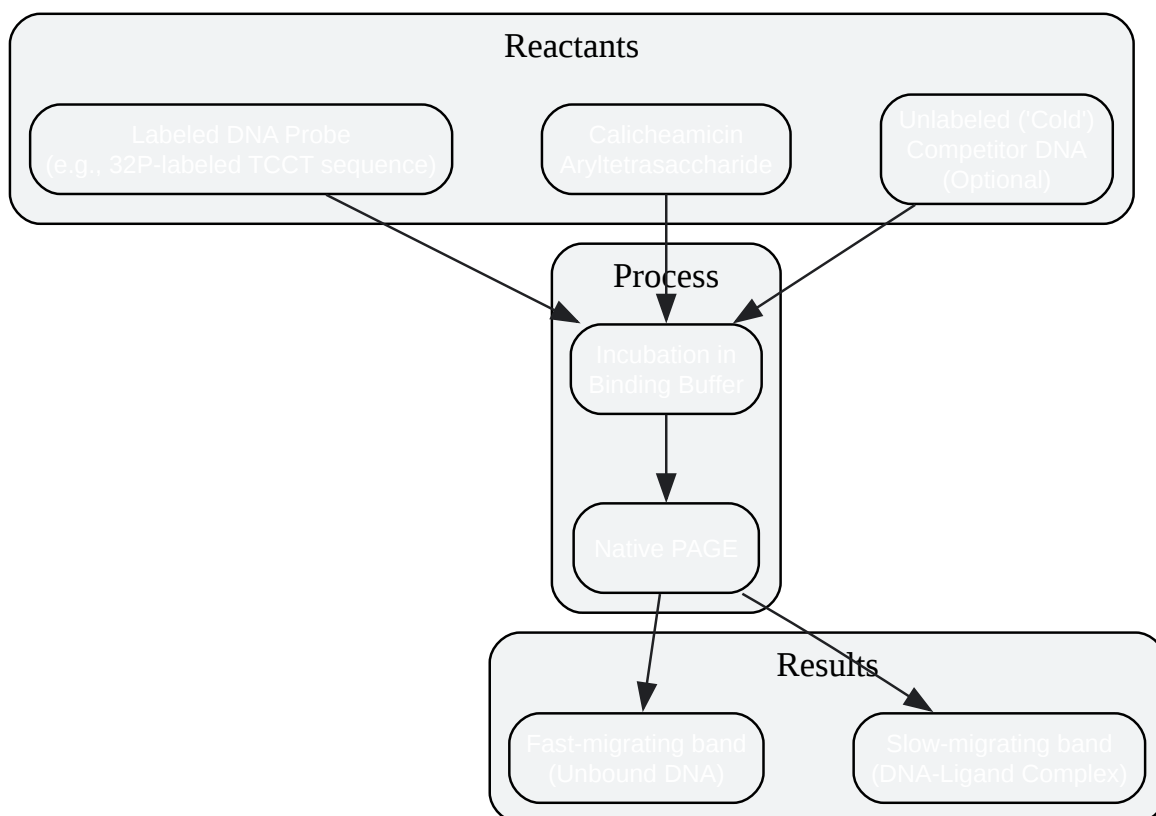 Reactants
Labeled DNA Probe
(e.g., 32P-labeled TCCT sequence)
Calicheamicin
Aryltetrasaccharide
Unlabeled ('Cold')
Competitor DNA
(Optional)
Process
Incubation in
Binding Buffer
Native PAGE
Results
Fast-migrating band
(Unbound DNA)
Slow-migrating band
(DNA-Ligand Complex)